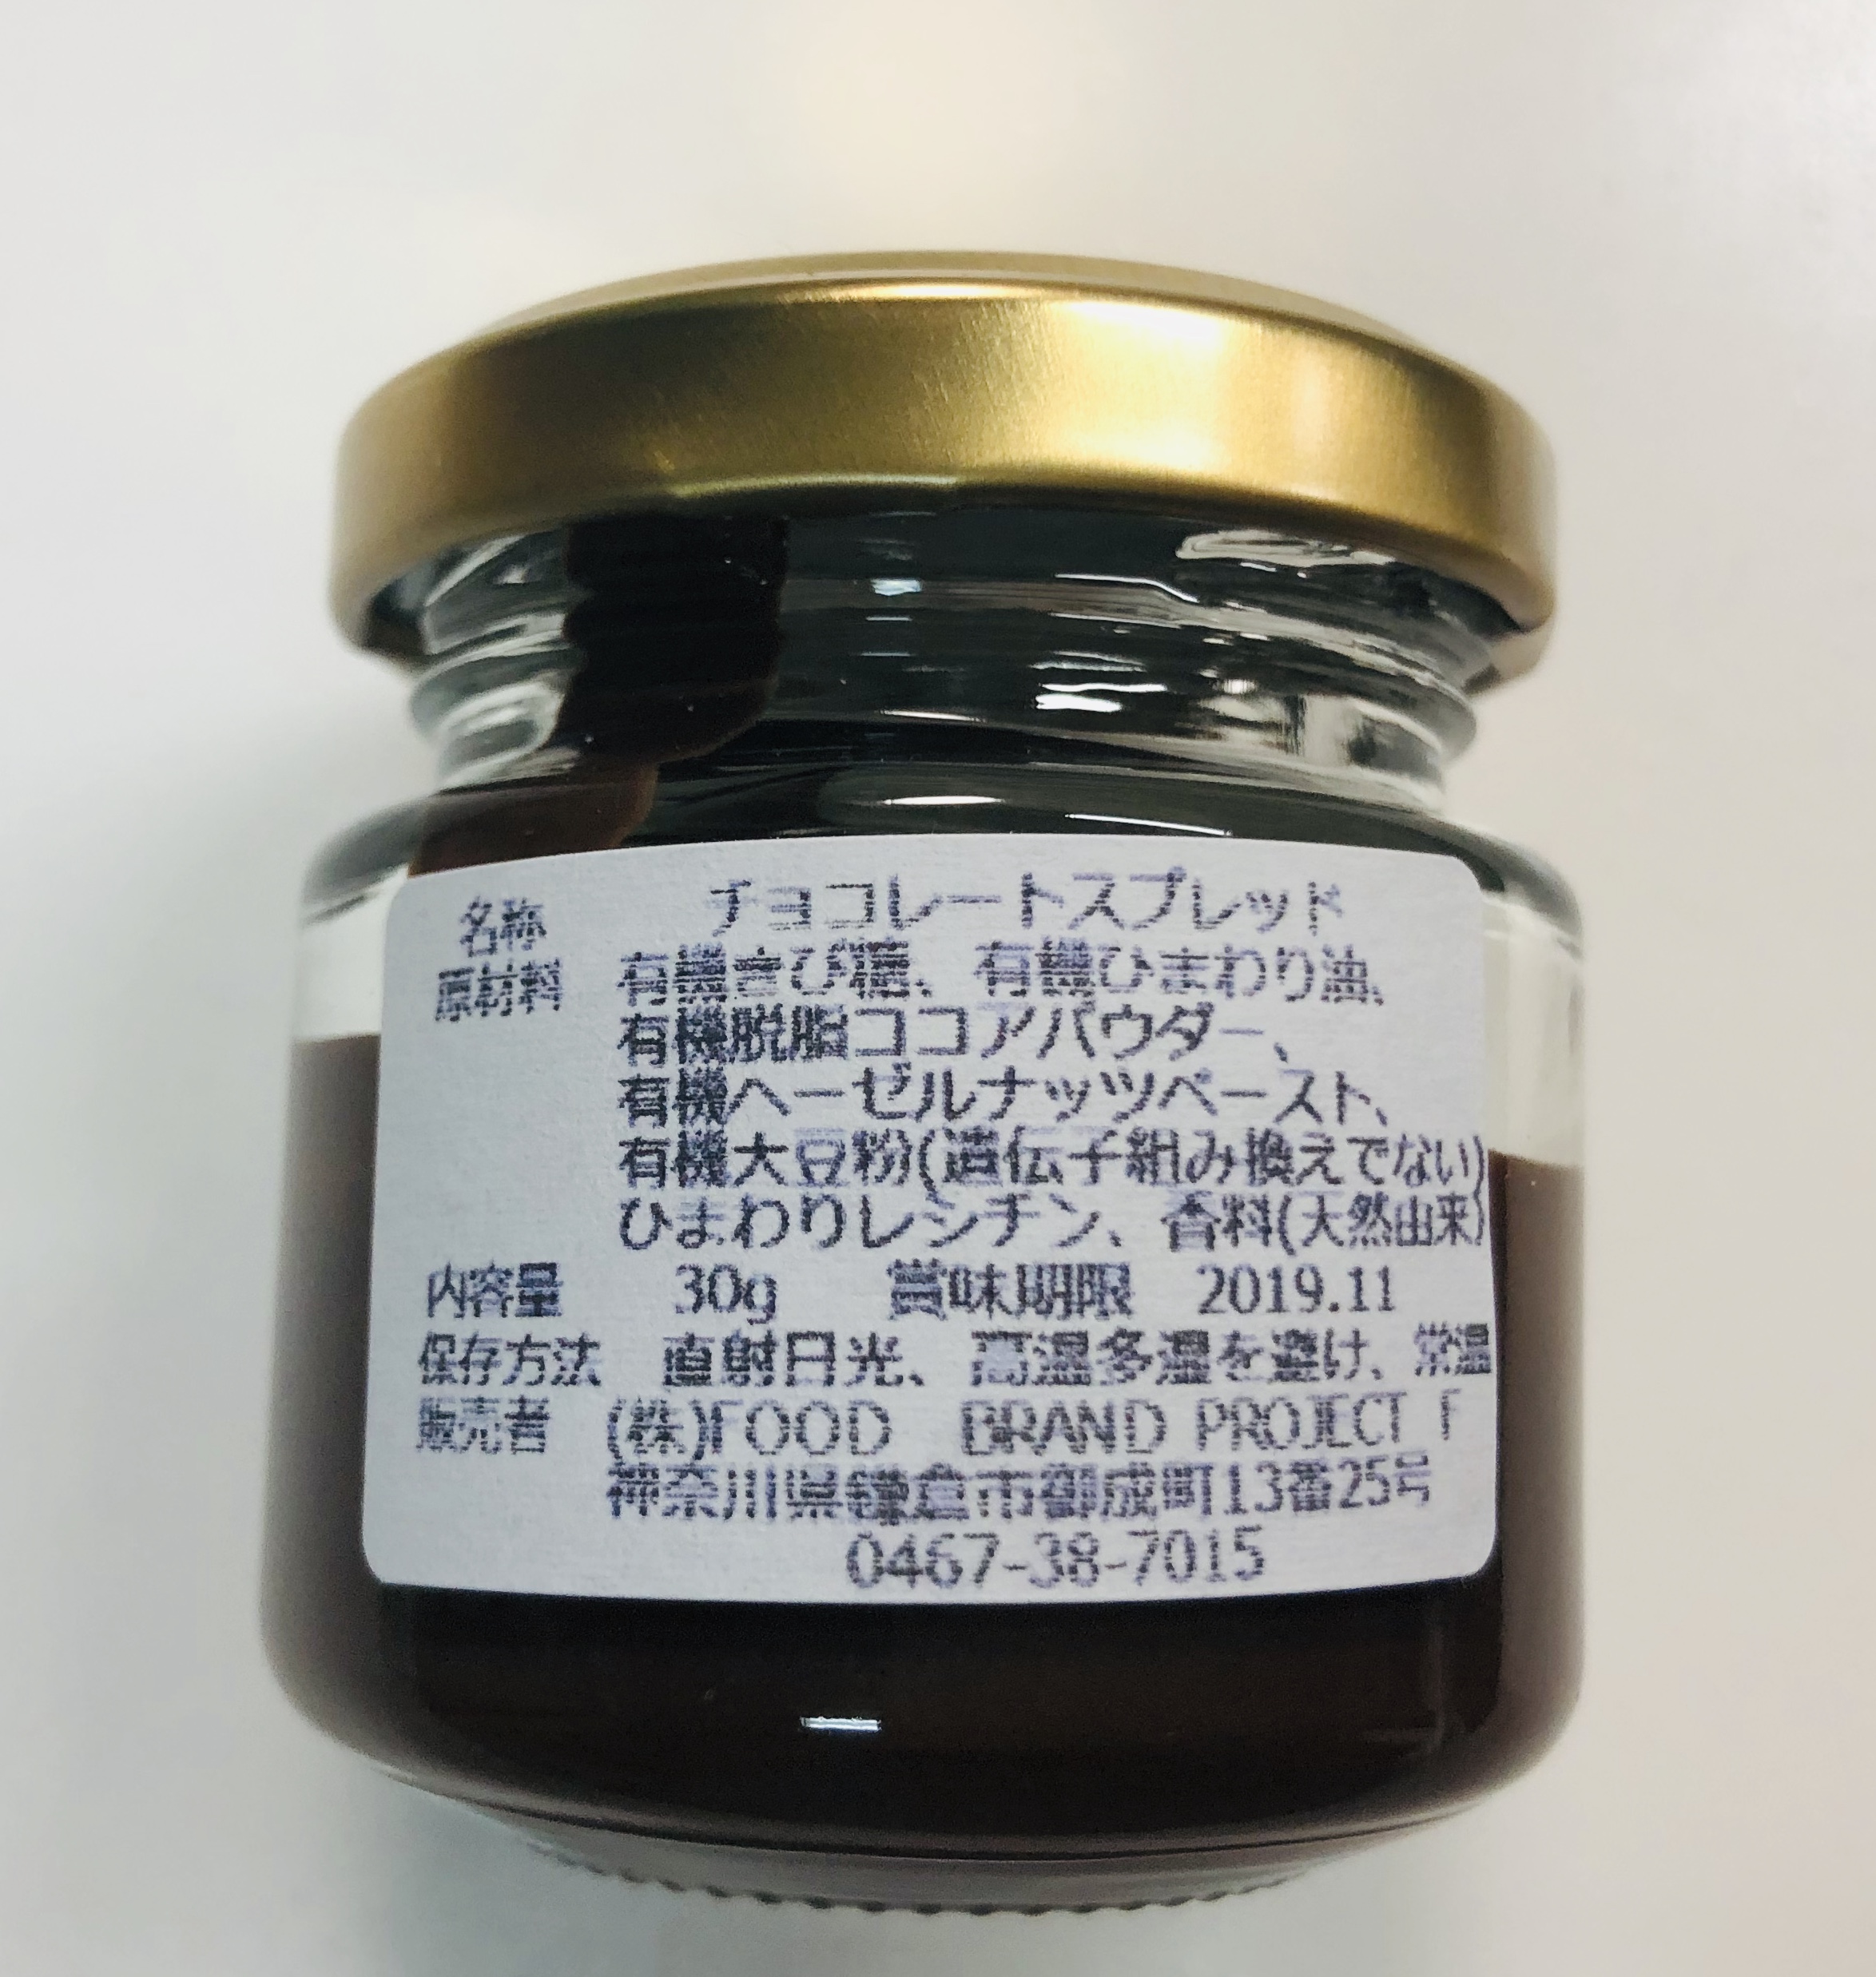 名称 チョコレートスプレッド
原材料 有機きび糖、有機ひまわり油、
有機脱脂ココアパウダー、
有機ヘーゼルナッツペースト、
有機大豆粉(遺伝子組み換えでない)
ひまわりレシチン、香料(天然由来)
内容量 30g 賞味期限 2019.11
保存方法 直射日光、高温多湿を避け、常温
販売者 (株)FOOD BRAND PROJECT F
神奈川県鎌倉市御成町13番25号
0467-38-7015